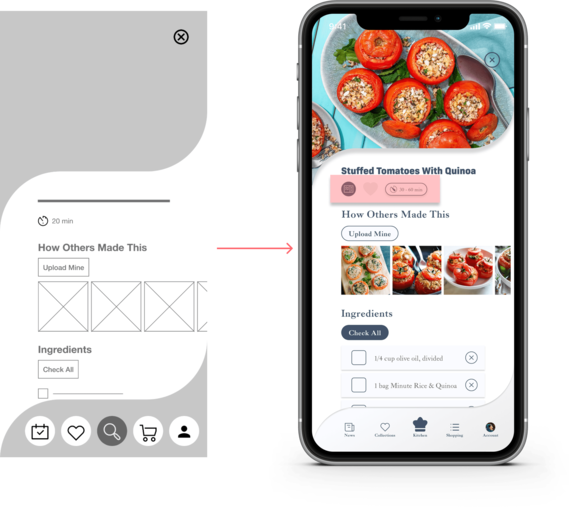 20 min
How Others Made This
Upload Mine
Ingredients
Check All
9:41
Stuffed Tomatoes With Quinoa
30 - 60 min
How Others Made This
Upload Mine
Ingredients
Check All
1/4 cup olive oil, divided
1 bag Minute Rice & Quinoa
News
Collections
Kitchen
Shopping
Account